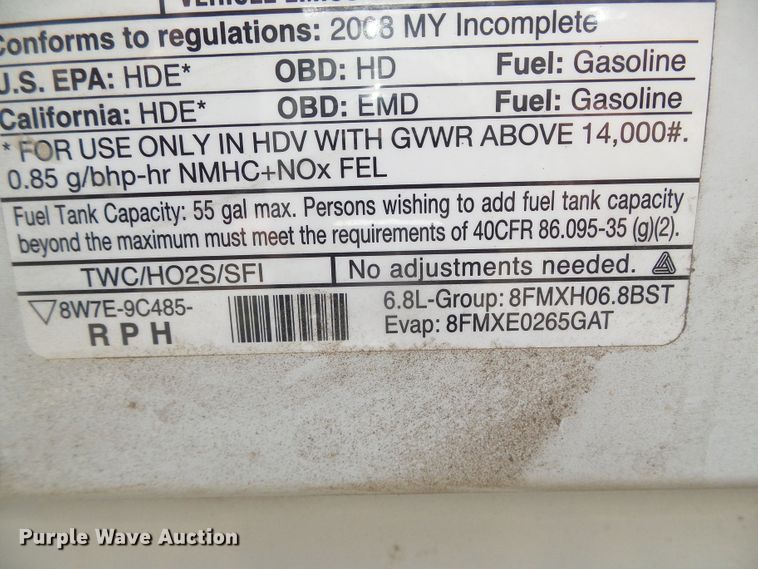 Conforms to regulations: 2008 MY Incomplete
U.S. EPA: HDE* OBD: HD Fuel: Gasoline
California: HDE* OBD: EMD Fuel: Gasoline
* FOR USE ONLY IN HDV WITH GVWR ABOVE 14,000#.
0.85 g/bhp-hr NMHC+NOx FEL
Fuel Tank Capacity: 55 gal max. Persons wishing to add fuel tank capacity
beyond the maximum must meet the requirements of 40CFR 86.095-35 (g)(2).
TWC/HO2S/SFI No adjustments needed.
8W7E-9C485- 6.8L-Group: 8FMXH06.8BST
RPH Evap: 8FMXE0265GAT
Purple Wave Auction